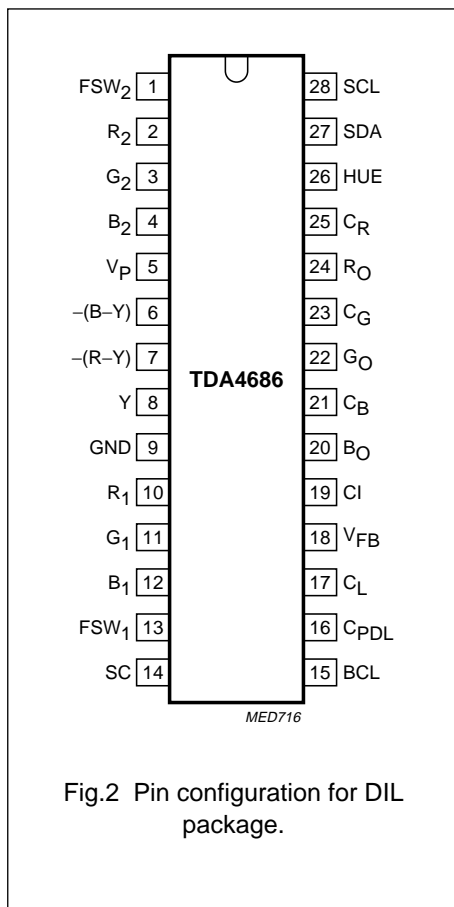 FSW2 1 28 SCL
R2 2 27 SDA
G2 3 26 HUE
B2 4 25 CR
VP 5 24 RO
−(B−Y) 6 23 CG
−(R−Y) 7 22 GO
TDA4686
Y 8 21 CB
GND 9 20 BO
R1 10 19 CI
G1 11 18 VFB
B1 12 17 CL
FSW1 13 16 CPDL
SC 14 15 BCL
MED716
Fig.2 Pin configuration for DIL
package.